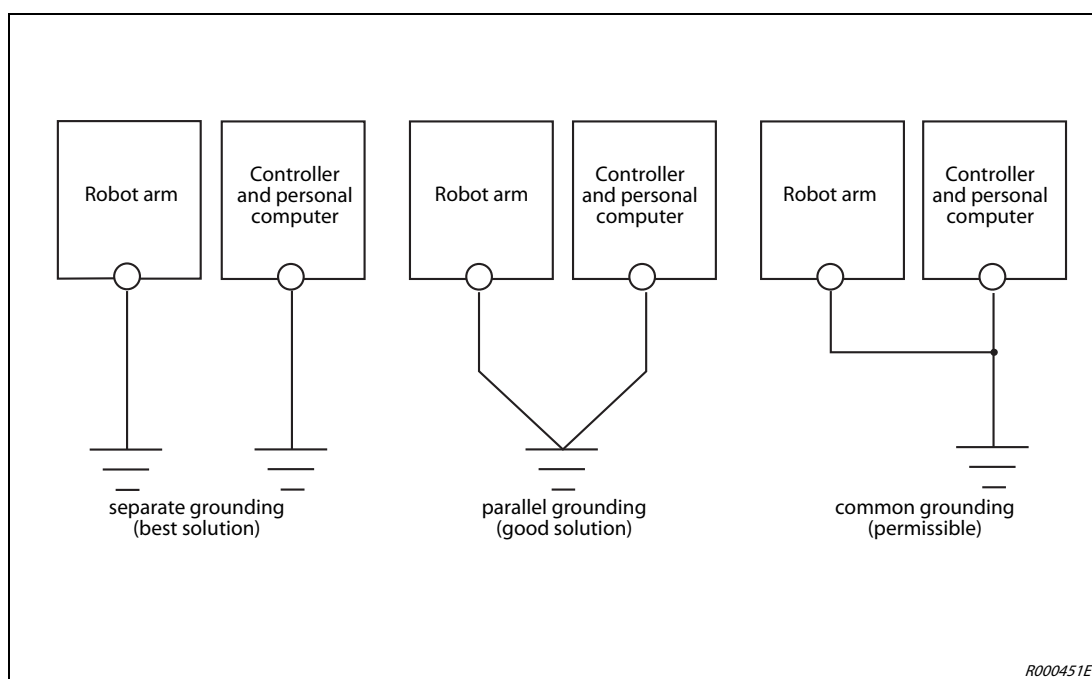 Robot arm
Controller
and personal
computer
Robot arm
Controller
and personal
computer
Robot arm
Controller
and personal
computer
separate grounding
(best solution)
parallel grounding
(good solution)
common grounding
(permissible)
R000451E